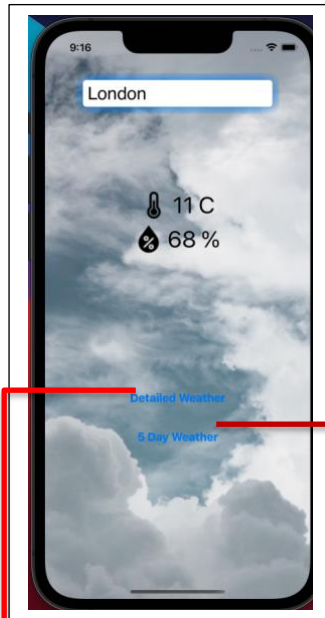 9:16
London
11 C
68 %
Detailed Weather
5 Day Weather